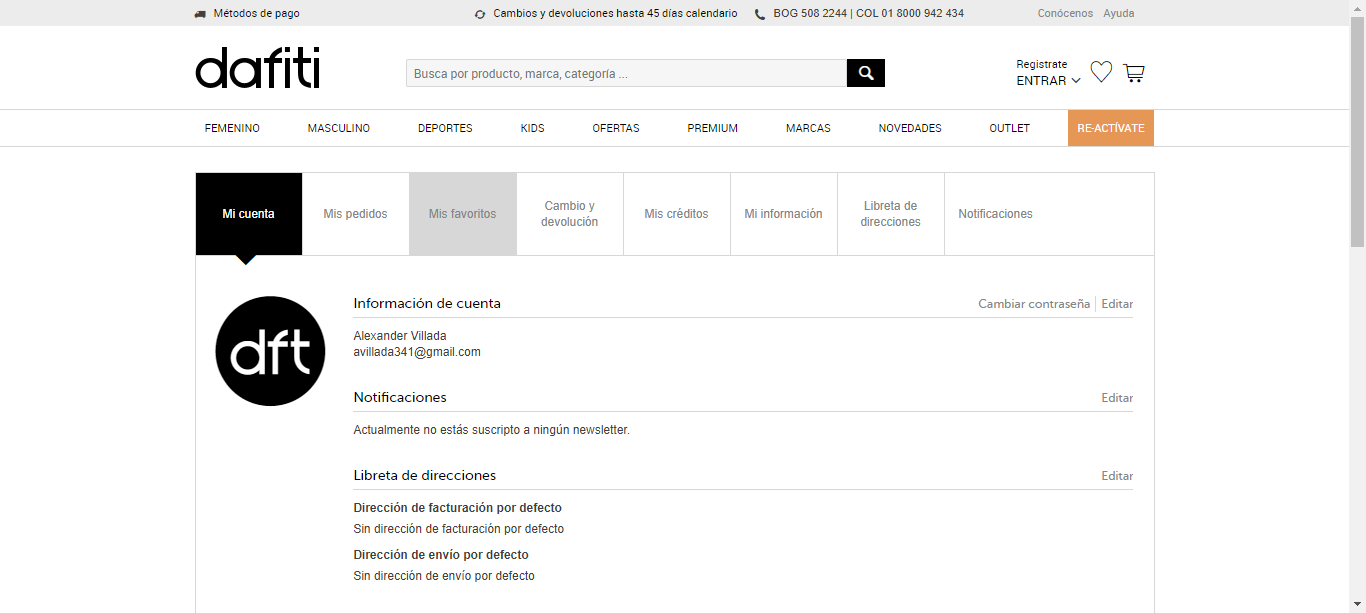 Métodos de pago
Cambios y devoluciones hasta 45 días calendario
BOG 508 2244 | COL 01 8000 942 434
Conócenos Ayuda
dafiti
Busca por producto, marca, categoría ...
Registrate
ENTRAR
FEMENINO MASCULINO DEPORTES KIDS OFERTAS PREMIUM MARCAS NOVEDADES OUTLET RE-ACTÍVATE
Mi cuenta
Mis pedidos
Mis favoritos
Cambio y
devolución
Mis créditos
Mi información
Libreta de
direcciones
Notificaciones
dft
Información de cuenta
Cambiar contraseña | Editar
Alexander Villada
avillada341@gmail.com
Notificaciones
Editar
Actualmente no estás suscripto a ningún newsletter.
Libreta de direcciones
Editar
Dirección de facturación por defecto
Sin dirección de facturación por defecto
Dirección de envío por defecto
Sin dirección de envío por defecto